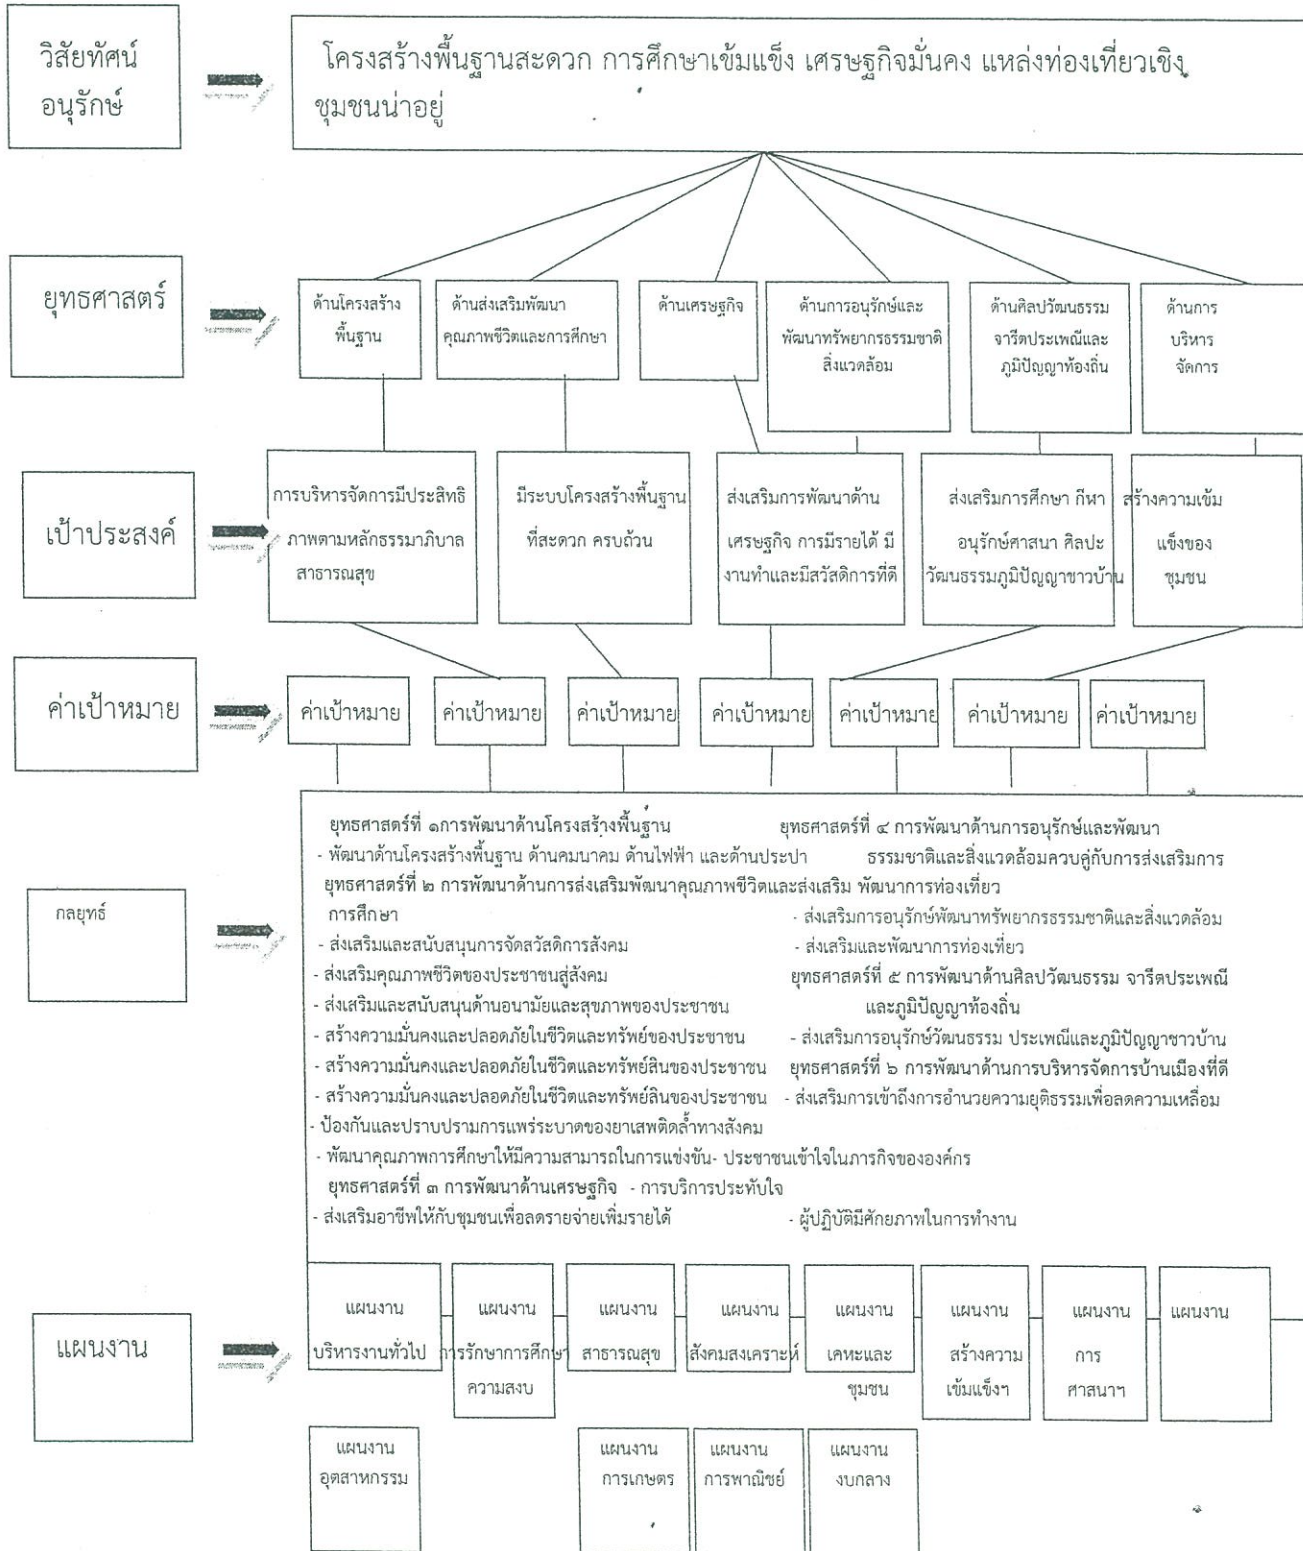 วิสัยทัศน์
อนุรักษ์
โครงสร้างพื้นฐานสะดวก การศึกษาเข้มแข็ง เศรษฐกิจมั่นคง แหล่งท่องเที่ยวเชิง
ชุมชนน่าอยู่
ยุทธศาสตร์
ด้านโครงสร้าง
พื้นฐาน
ด้านส่งเสริมพัฒนา
คุณภาพชีวิตและการศึกษา
ด้านเศรษฐกิจ
ด้านการอนุรักษ์และ
พัฒนาทรัพยากรธรรมชาติ
สิ่งแวดล้อม
ด้านศิลปวัฒนธรรม
จารีตประเพณีและ
ภูมิปัญญาท้องถิ่น
ด้านการ
บริหาร
จัดการ
เป้าประสงค์
การบริหารจัดการมีประสิทธิ
ภาพตามหลักธรรมาภิบาล
สาธารณสุข
มีระบบโครงสร้างพื้นฐาน
ที่สะดวก ครบถ้วน
ส่งเสริมการพัฒนาด้าน
เศรษฐกิจ การมีรายได้ มี
งานทำและมีสวัสดิการที่ดี
ส่งเสริมการศึกษา กีฬา
อนุรักษ์ศาสนา ศิลปะ
วัฒนธรรมภูมิปัญญาชาวบ้าน
สร้างความเข้ม
แข็งของ
ชุมชน
ค่าเป้าหมาย
ค่าเป้าหมาย
ค่าเป้าหมาย
ค่าเป้าหมาย
ค่าเป้าหมาย
ค่าเป้าหมาย
ค่าเป้าหมาย
ค่าเป้าหมาย
กลยุทธ์
ยุทธศาสตร์ที่ ๑การพัฒนาด้านโครงสร้างพื้นฐาน
- พัฒนาด้านโครงสร้างพื้นฐาน ด้านคมนาคม ด้านไฟฟ้า และด้านประปา
ยุทธศาสตร์ที่ ๒ การพัฒนาด้านการส่งเสริมพัฒนาคุณภาพชีวิตและส่งเสริม
การศึกษา
- ส่งเสริมและสนับสนุนการจัดสวัสดิการสังคม
- ส่งเสริมคุณภาพชีวิตของประชาชนสู่สังคม
- ส่งเสริมและสนับสนุนด้านอนามัยและสุขภาพของประชาชน
- สร้างความมั่นคงและปลอดภัยในชีวิตและทรัพย์ของประชาชน
- สร้างความมั่นคงและปลอดภัยในชีวิตและทรัพย์สินของประชาชน
- สร้างความมั่นคงและปลอดภัยในชีวิตและทรัพย์สินของประชาชน
- ป้องกันและปราบปรามการแพร่ระบาดของยาเสพติดล้ำทางสังคม
- พัฒนาคุณภาพการศึกษาให้มีความสามารถในการแข่งขัน
ยุทธศาสตร์ที่ ๓ การพัฒนาด้านเศรษฐกิจ
- ส่งเสริมอาชีพให้กับชุมชนเพื่อลดรายจ่ายเพิ่มรายได้
ยุทธศาสตร์ที่ ๔ การพัฒนาด้านการอนุรักษ์และพัฒนา
ธรรมชาติและสิ่งแวดล้อมควบคู่กับการส่งเสริมการ
พัฒนาการท่องเที่ยว
- ส่งเสริมการอนุรักษ์พัฒนาทรัพยากรธรรมชาติและสิ่งแวดล้อม
- ส่งเสริมและพัฒนาการท่องเที่ยว
ยุทธศาสตร์ที่ ๕ การพัฒนาด้านศิลปวัฒนธรรม จารีตประเพณี
และภูมิปัญญาท้องถิ่น
- ส่งเสริมการอนุรักษ์วัฒนธรรม ประเพณีและภูมิปัญญาชาวบ้าน
ยุทธศาสตร์ที่ ๖ การพัฒนาด้านการบริหารจัดการบ้านเมืองที่ดี
- ส่งเสริมการเข้าถึงการอำนวยความยุติธรรมเพื่อลดความเหลื่อม
- ประชาชนเข้าใจในภารกิจขององค์กร
- การบริการประทับใจ
- ผู้ปฏิบัติมีศักยภาพในการทำงาน
แผนงาน
แผนงาน
บริหารงานทั่วไป
แผนงาน
การรักษาการศึกษา
ความสงบ
แผนงาน
สาธารณสุข
แผนงาน
สังคมสงเคราะห์
แผนงาน
เคหะและ
ชุมชน
แผนงาน
สร้างความ
เข้มแข็งฯ
แผนงาน
การ
ศาสนาฯ
แผนงาน
แผนงาน
อุตสาหกรรม
แผนงาน
การเกษตร
แผนงาน
การพาณิชย์
แผนงาน
งบกลาง